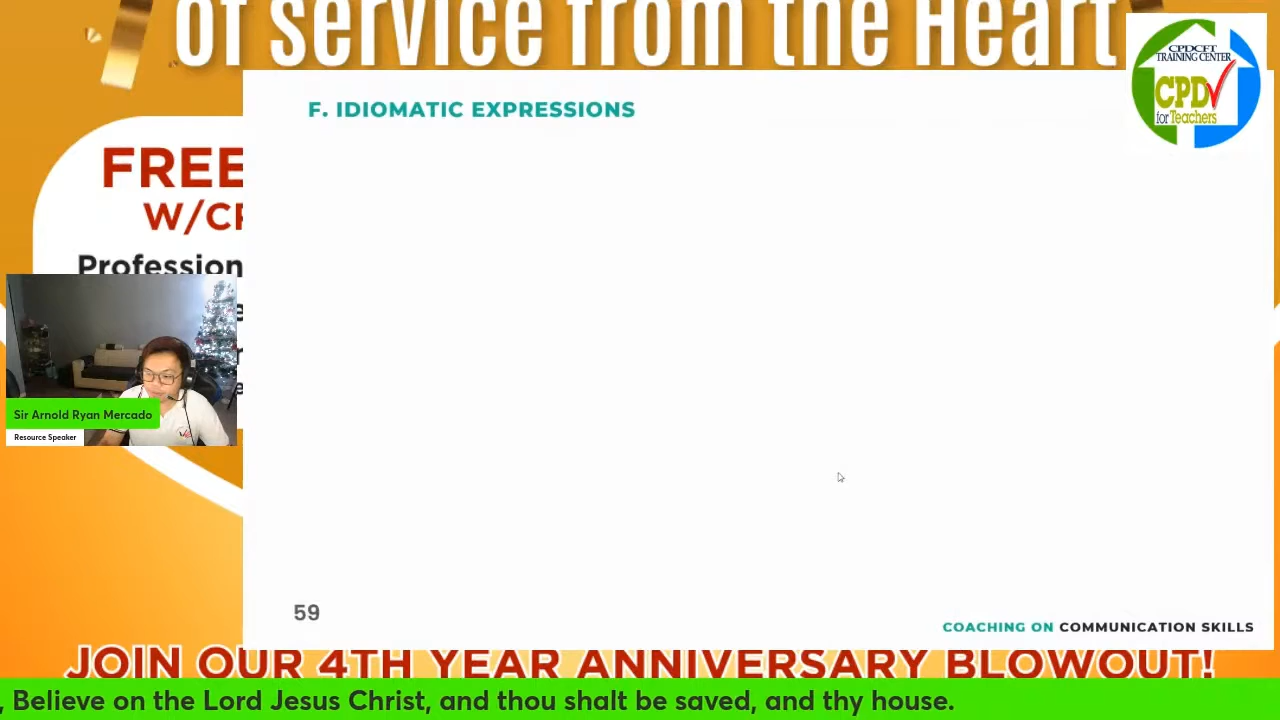 of service from the Heart
CPDCFT
TRAINING CENTER
CPD
for Teachers
F. IDIOMATIC EXPRESSIONS
FREE
W/CP
Profession
Sir Arnold Ryan Mercado
Resource Speaker
59
COACHING ON COMMUNICATION SKILLS
JOIN OUR 4TH YEAR ANNIVERSARY BLOWOUT!
, Believe on the Lord Jesus Christ, and thou shalt be saved, and thy house.